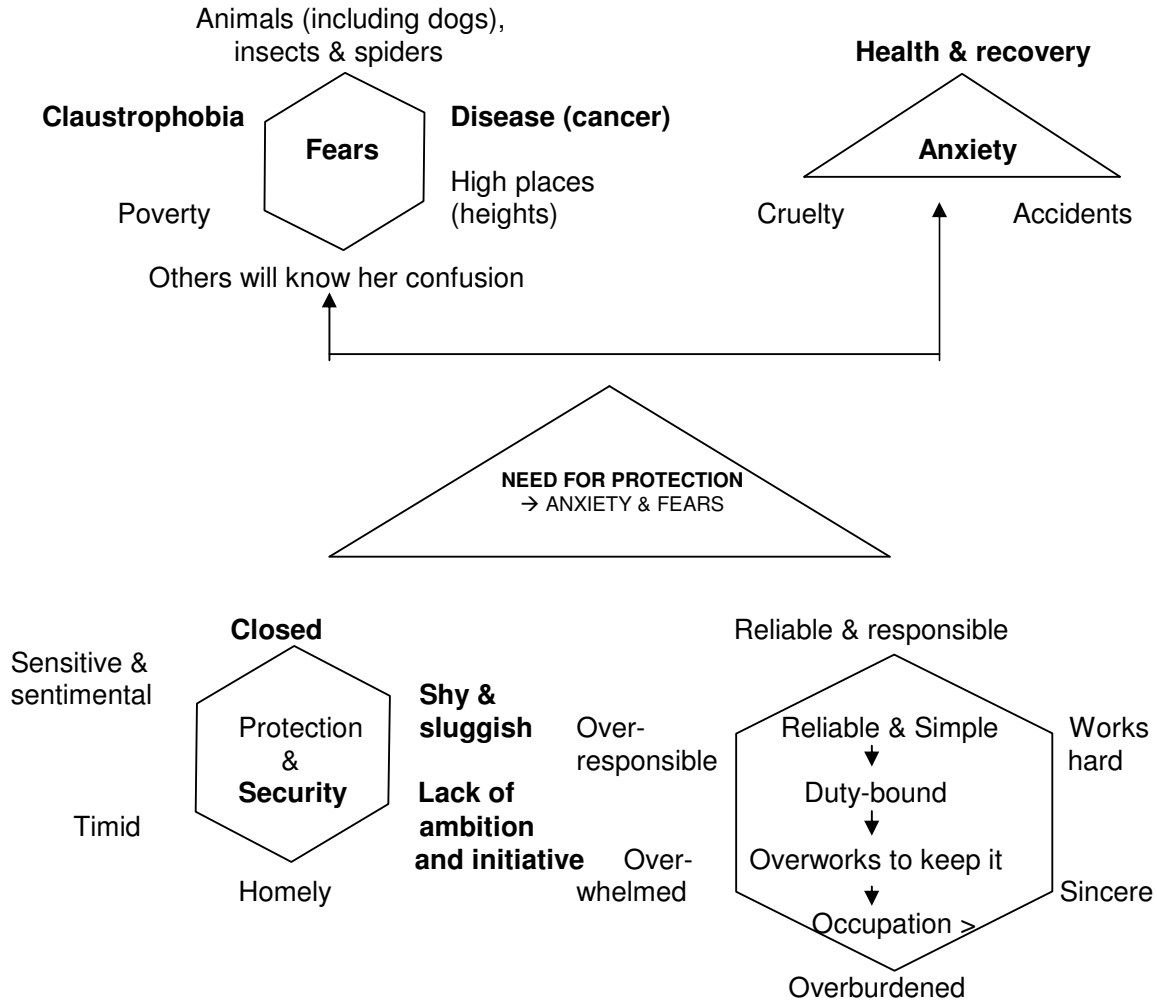 Animals (including dogs),
insects & spiders
Health & recovery
Claustrophobia
Disease (cancer)
Fears
Anxiety
High places
(heights)
Poverty
Cruelty
Accidents
Others will know her confusion
NEED FOR PROTECTION
→ ANXIETY & FEARS
Closed
Sensitive &
sentimental
Shy &
sluggish
Protection
&
Security
Lack of
ambition
and initiative
Timid
Homely
Reliable & responsible
Over-
responsible
Reliable & Simple
Works
hard
Duty-bound
Over-
whelmed
Overworks to keep it
Sincere
Occupation >
Overburdened